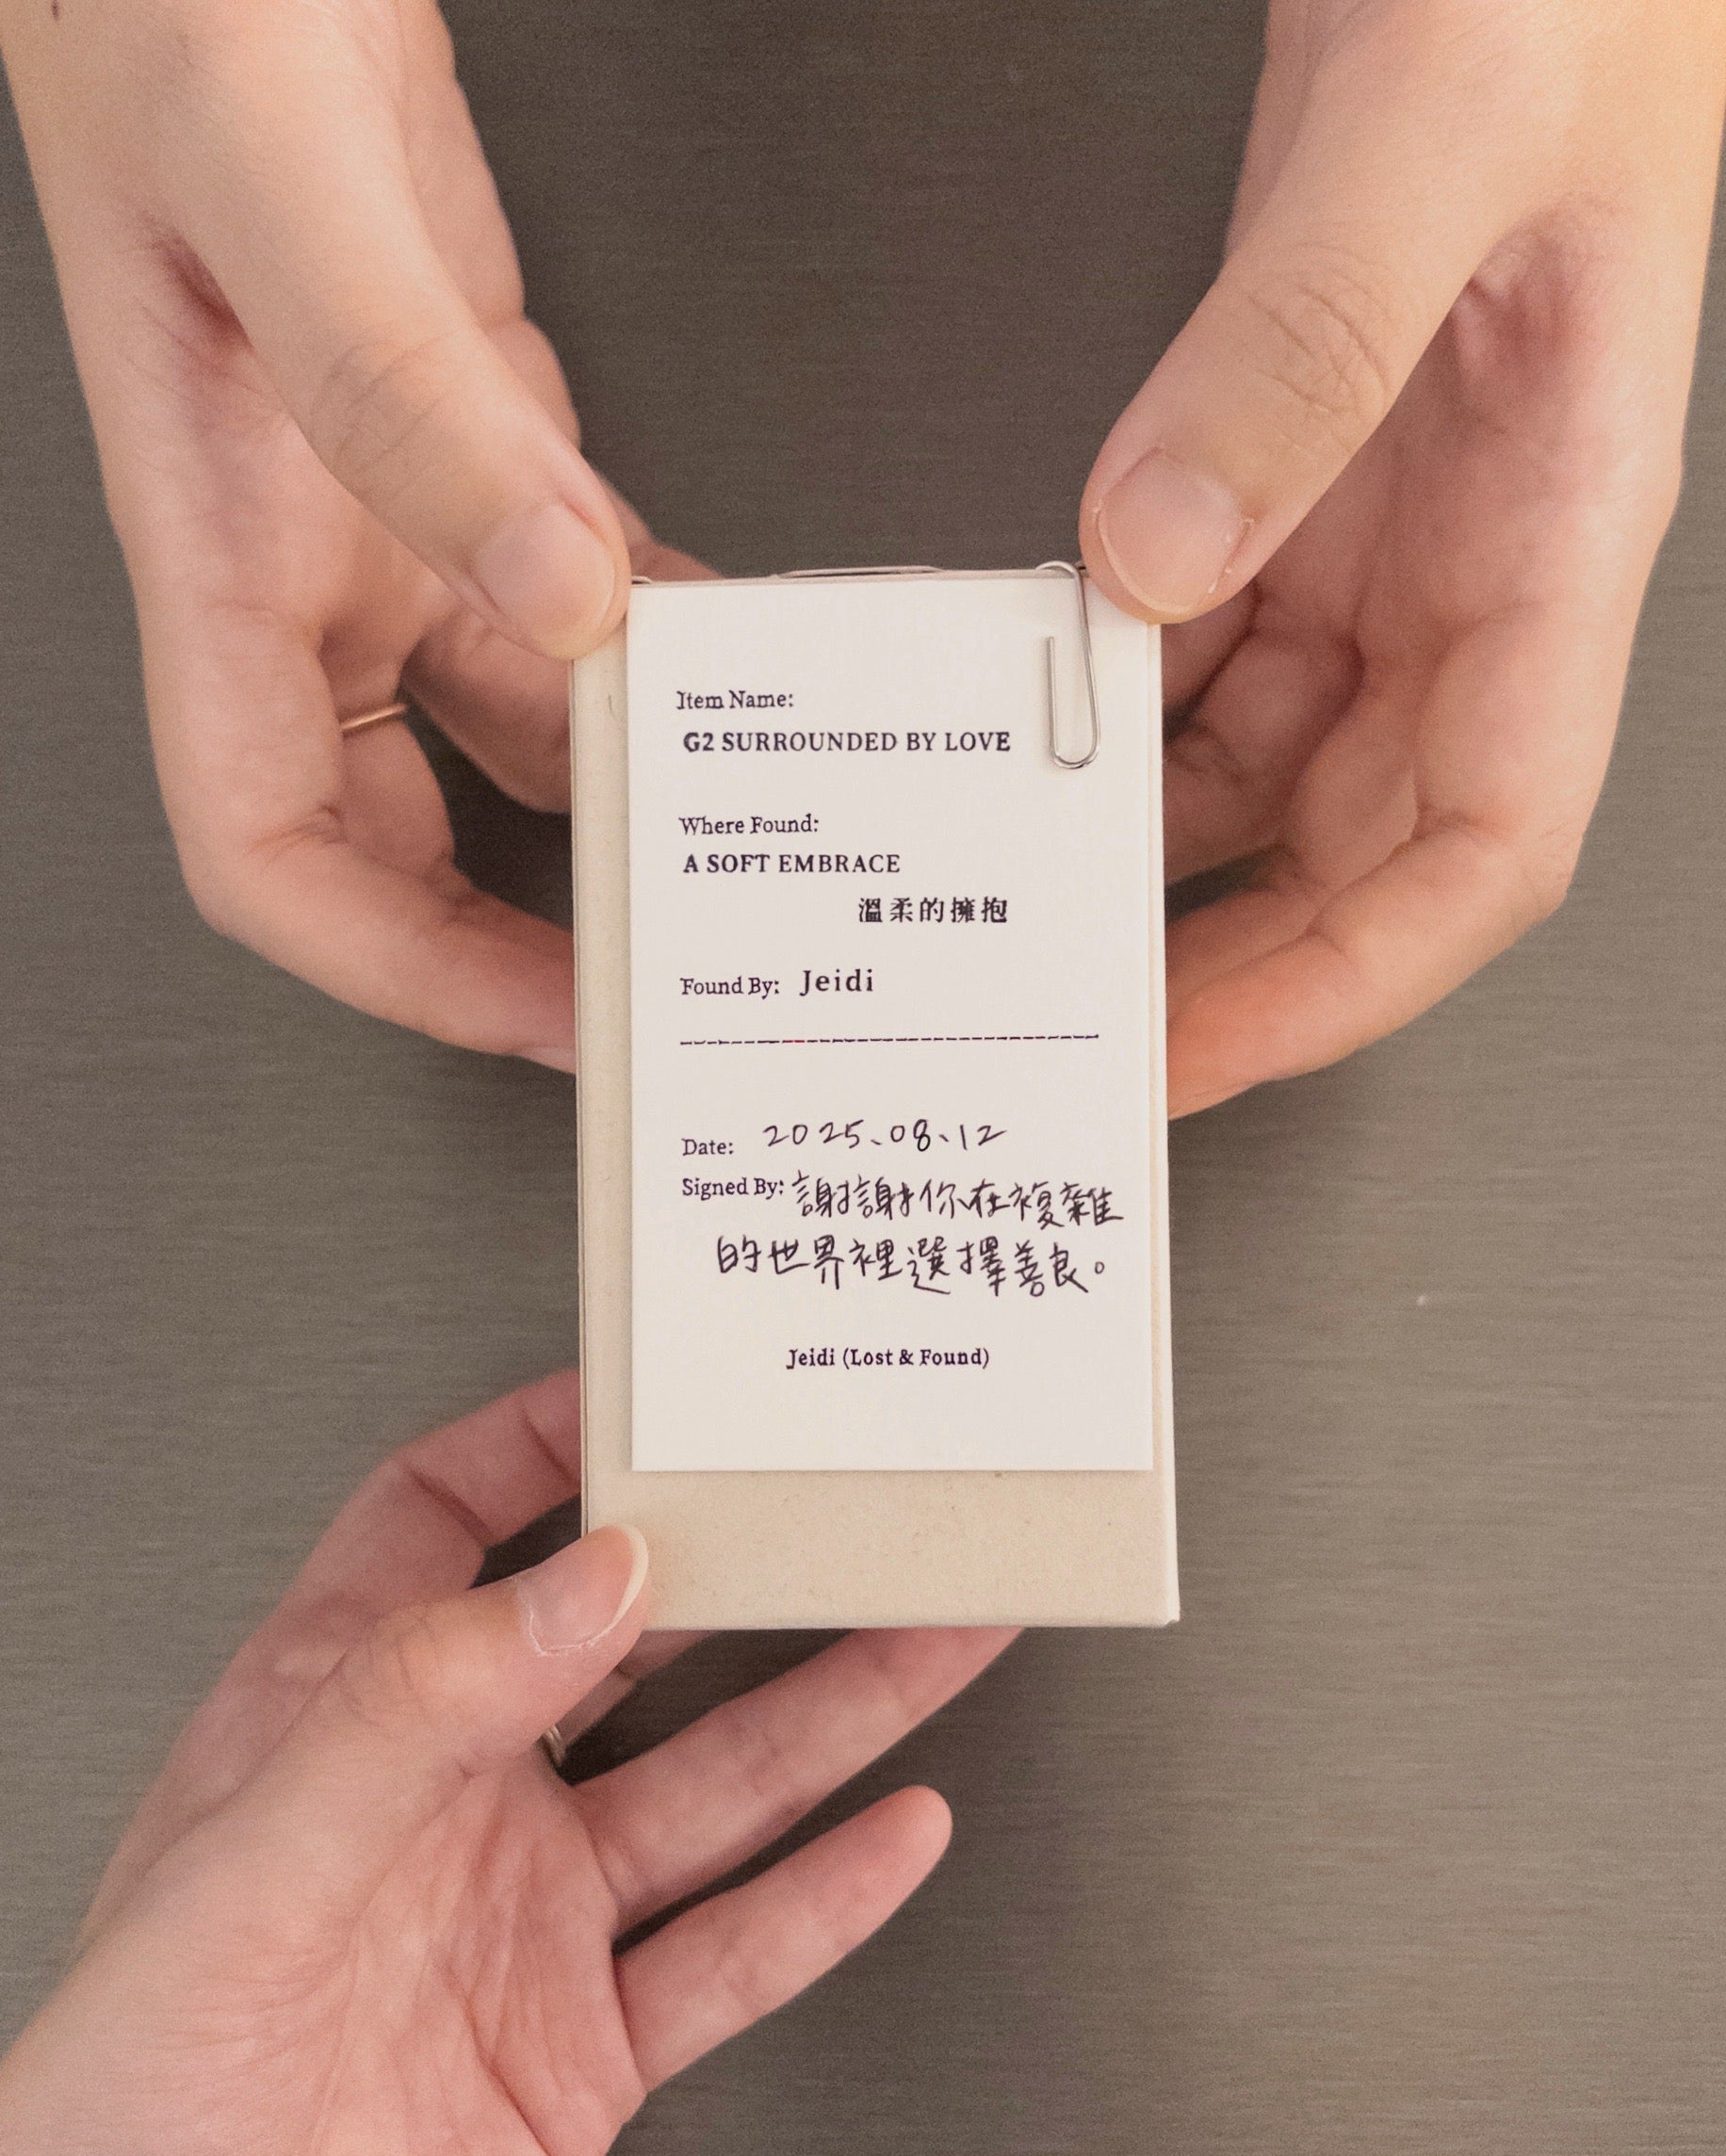 Item Name:
G2 SURROUNDED BY LOVE
Where Found:
A SOFT EMBRACE
溫柔的擁抱
Found By: Jeidi
Date: 2025、08、12
Signed By: 謝謝你在複雜
的世界裡選擇善良。
Jeidi (Lost & Found)